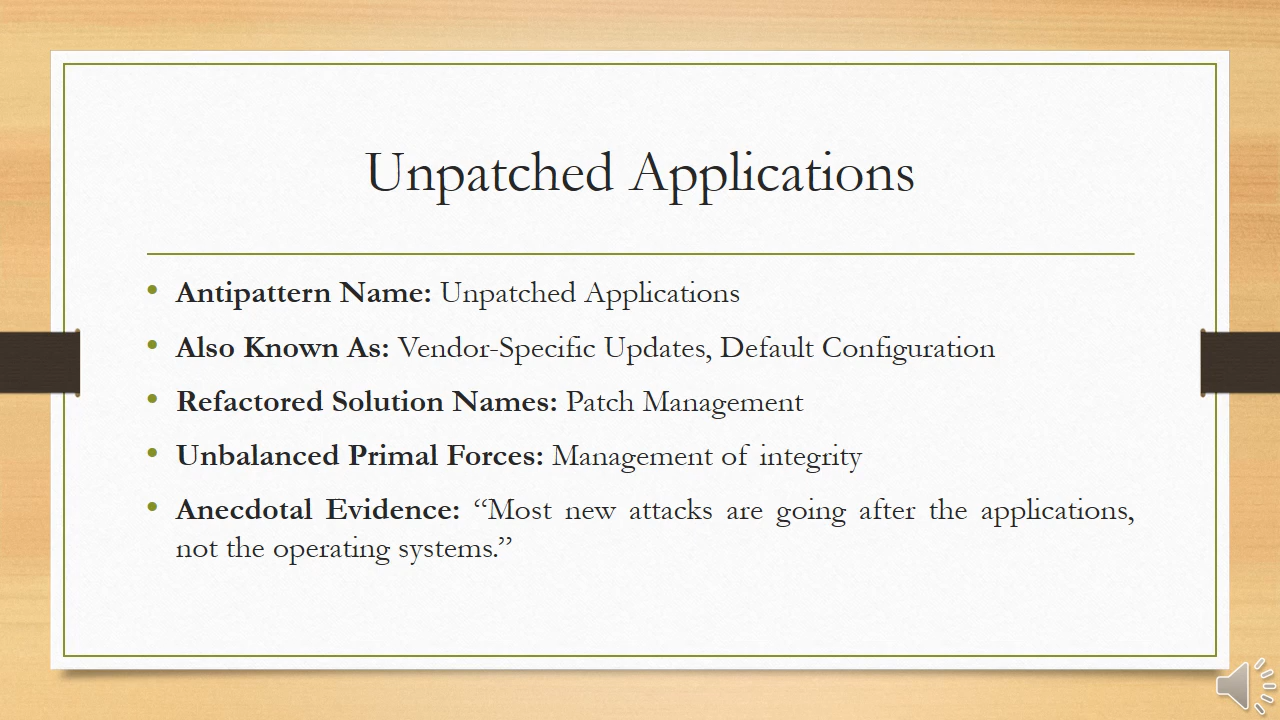 Unpatched Applications
• Antipattern Name: Unpatched Applications
• Also Known As: Vendor-Specific Updates, Default Configuration
• Refactored Solution Names: Patch Management
• Unbalanced Primal Forces: Management of integrity
• Anecdotal Evidence: “Most new attacks are going after the applications,
not the operating systems.”